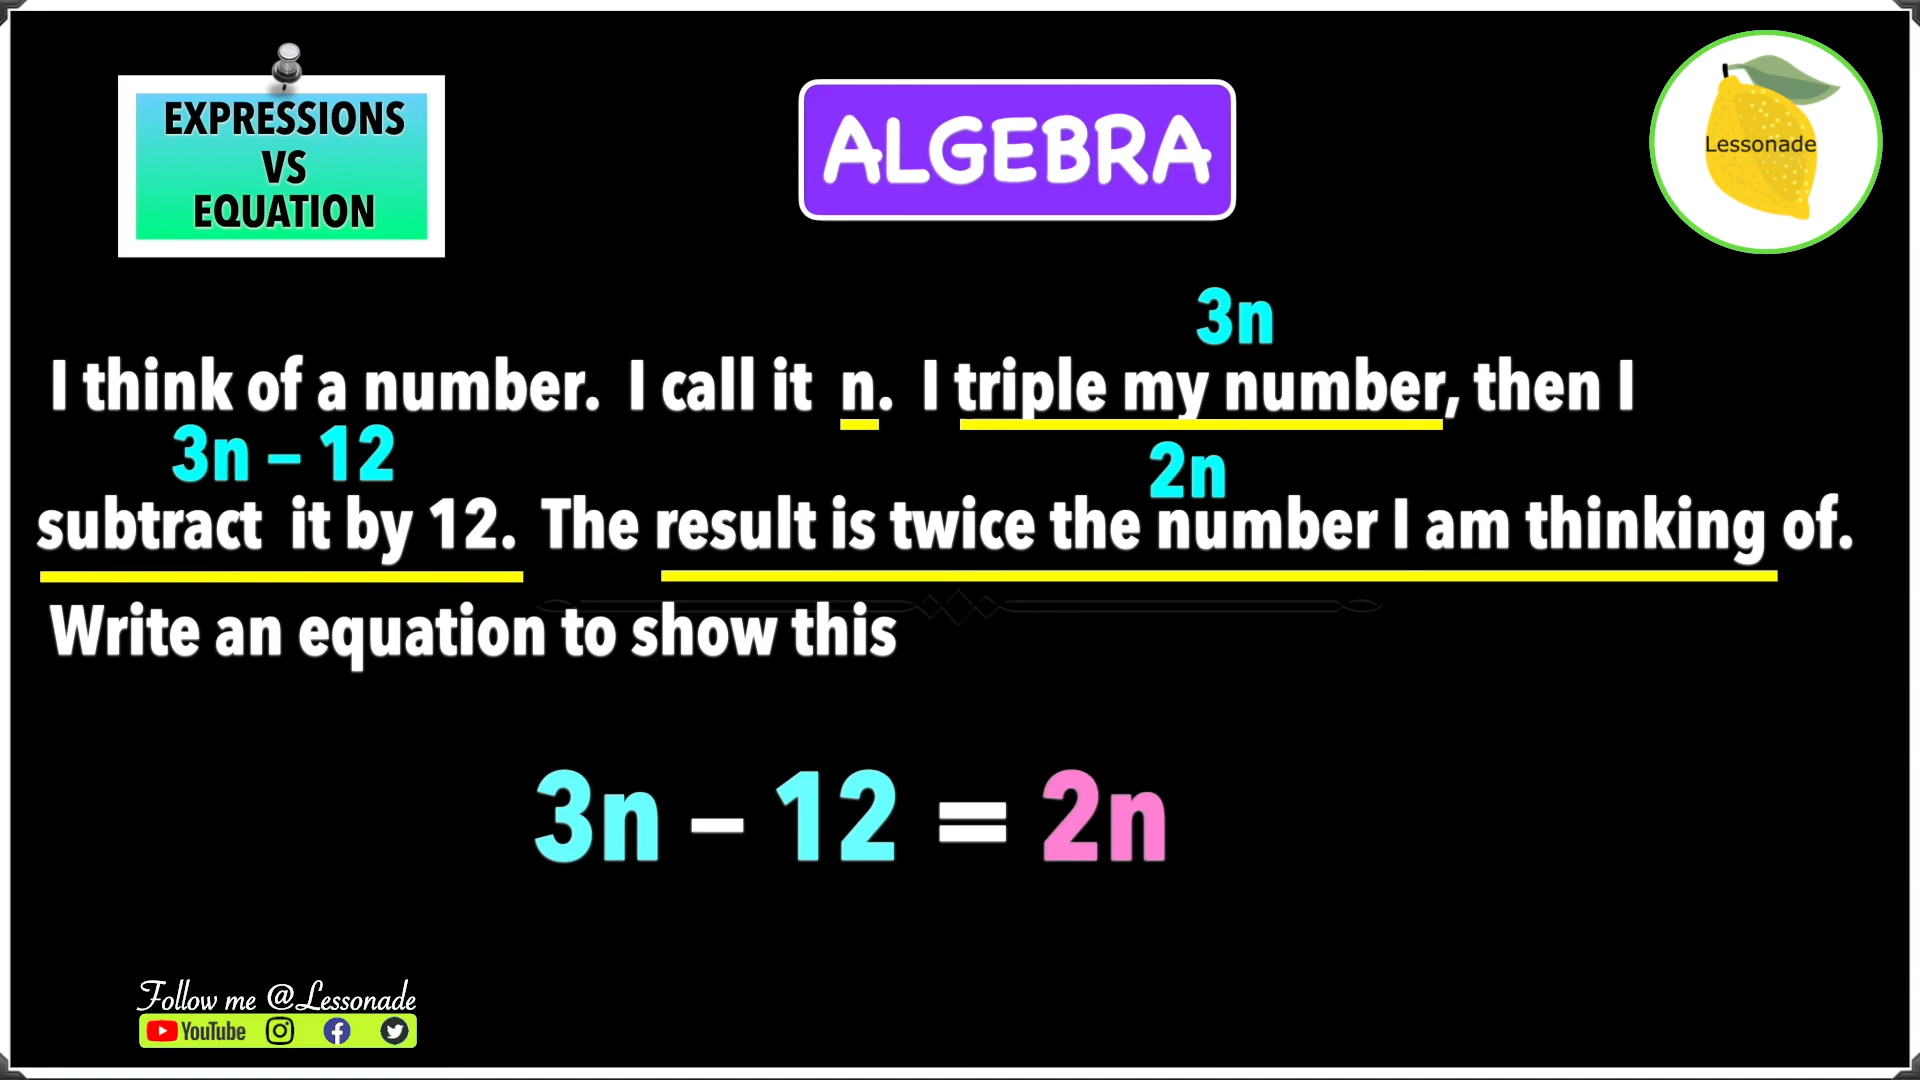 EXPRESSIONS
VS
EQUATION
ALGEBRA
Lessonade
3n
I think of a number. I call it n. I triple my number, then I
3n – 12
2n
subtract it by 12. The result is twice the number I am thinking of.
Write an equation to show this
3n – 12 = 2n
Follow me @Lessonade
YouTube